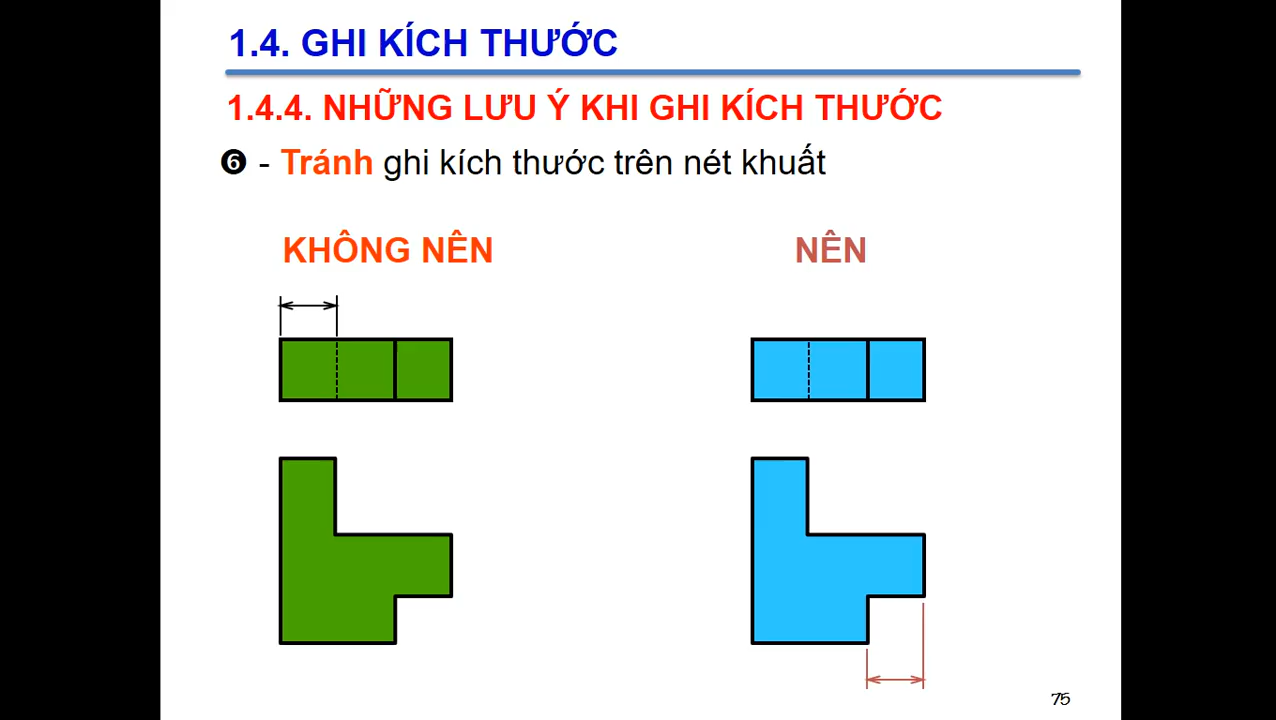 1.4. GHI KÍCH THƯỚC
1.4.4. NHỮNG LƯU Ý KHI GHI KÍCH THƯỚC
❻ - Tránh ghi kích thước trên nét khuất
KHÔNG NÊN
NÊN
75